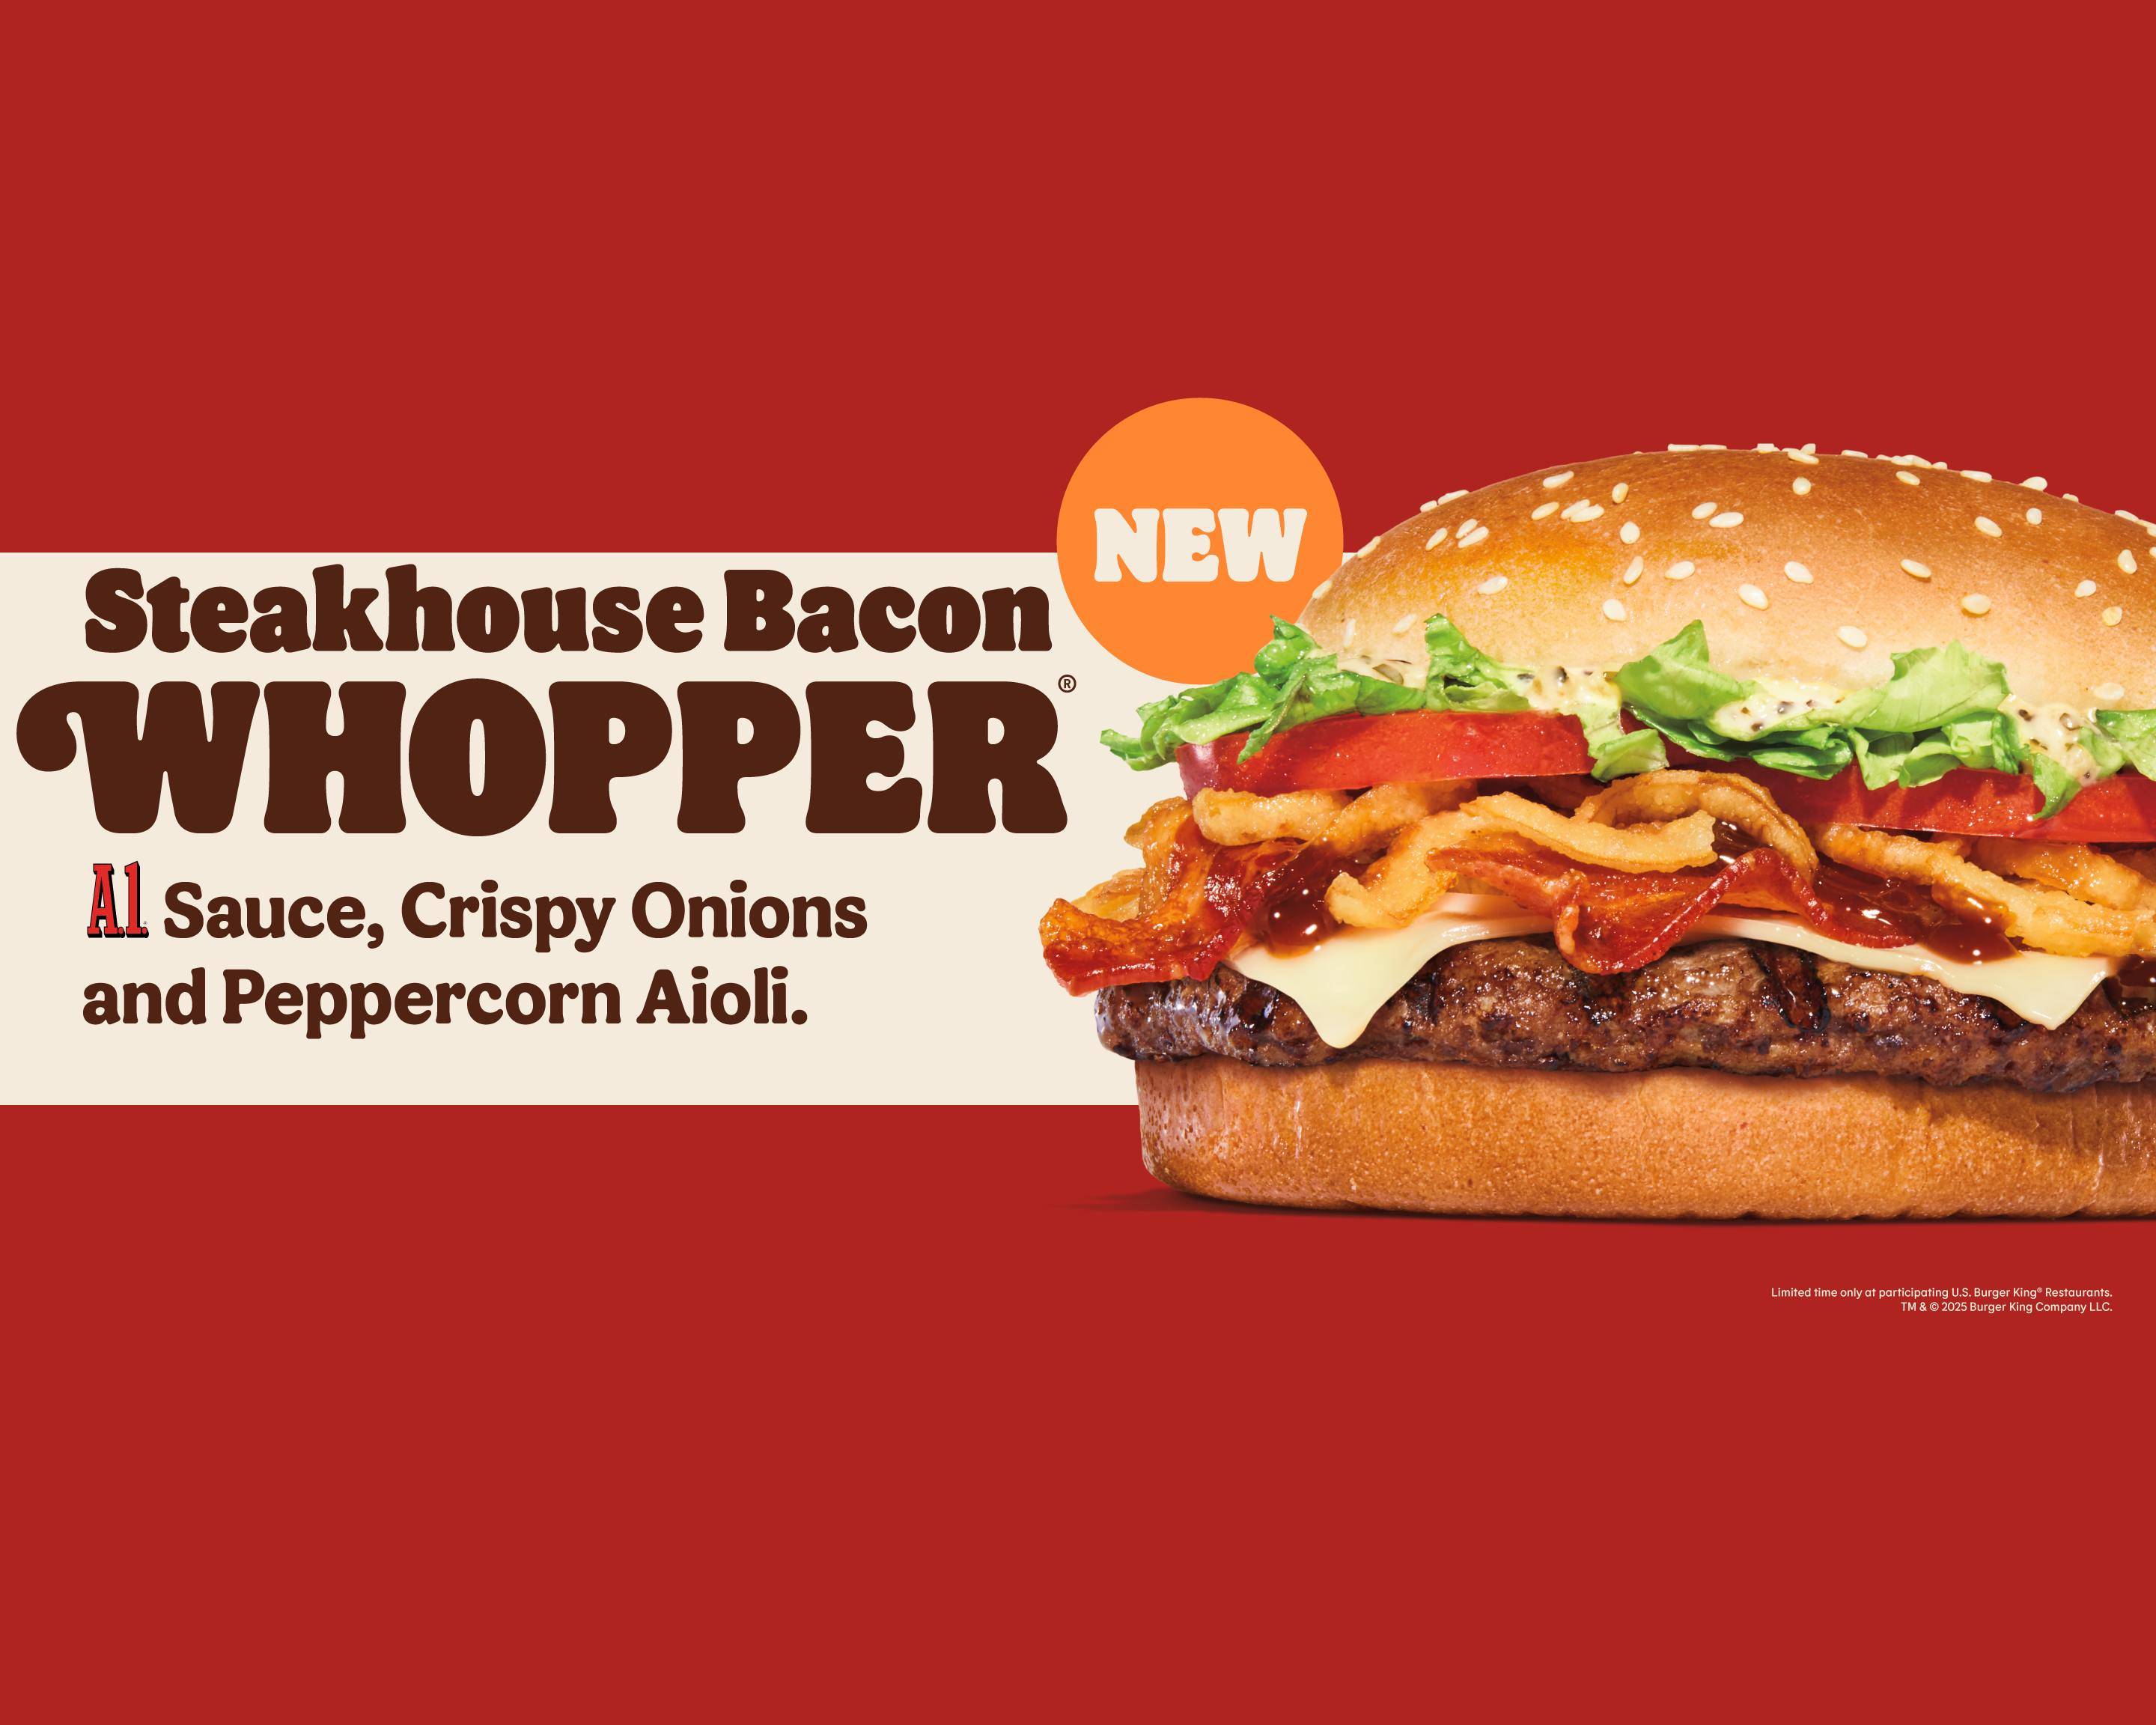 NEW
Steakhouse Bacon
WHOPPER®
A.1. Sauce, Crispy Onions
and Peppercorn Aioli.
Limited time only at participating U.S. Burger King® Restaurants.
TM & © 2025 Burger King Company LLC.